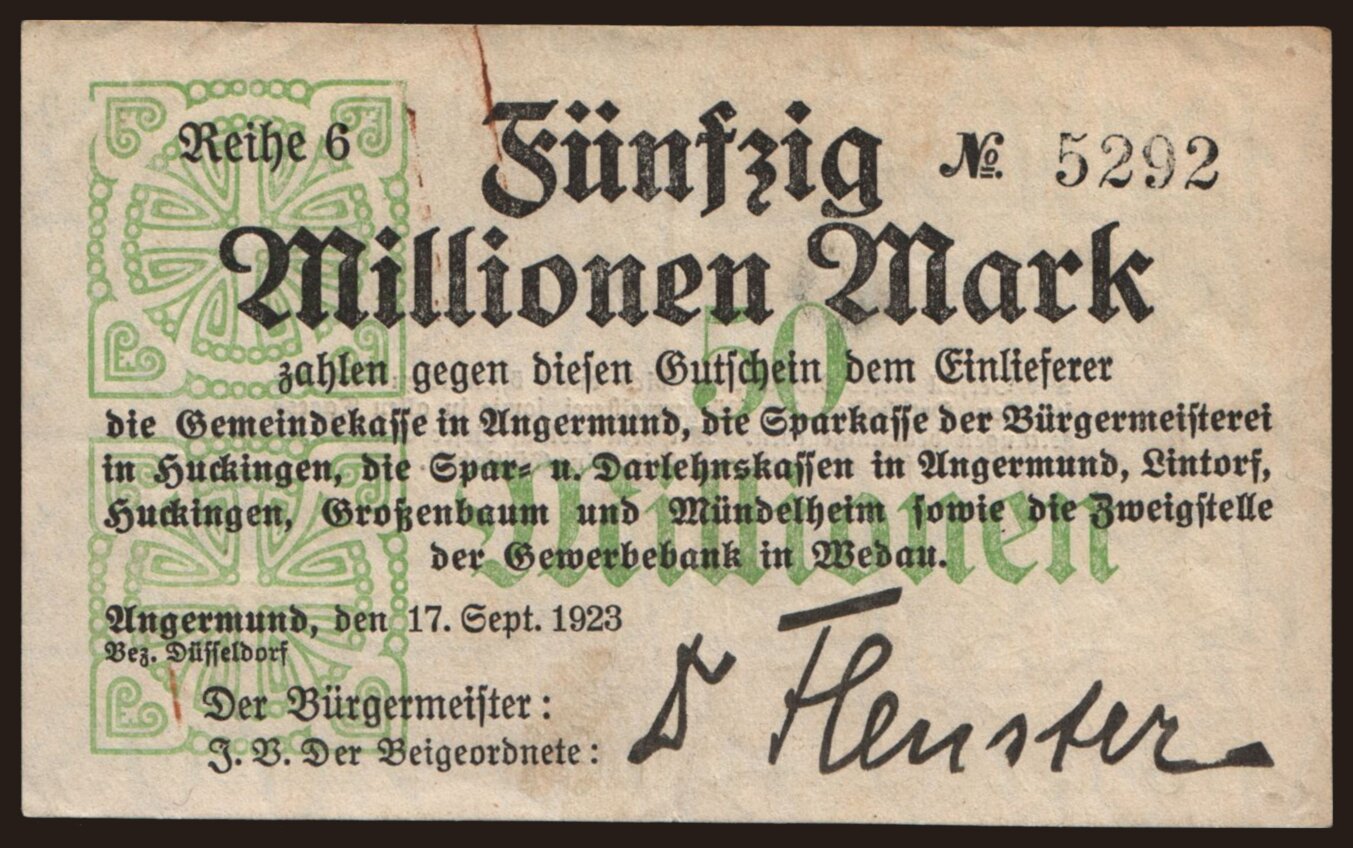 Reihe 6
Fünfzig № 5292
Millionen Mark
50
Millionen
zahlen gegen diesen Gutschein dem Einlieferer
die Gemeindekasse in Angermund, die Sparkasse der Bürgermeisterei
in Huckingen, die Spar- u. Darlehnskassen in Angermund, Lintorf,
Huckingen, Großenbaum und Mündelheim sowie die Zweigstelle
der Gewerbebank in Wedau.
Angermund, den 17. Sept. 1923
Bez. Düsseldorf
Der Bürgermeister:
J. V. Der Beigeordnete:
Dr Flenster